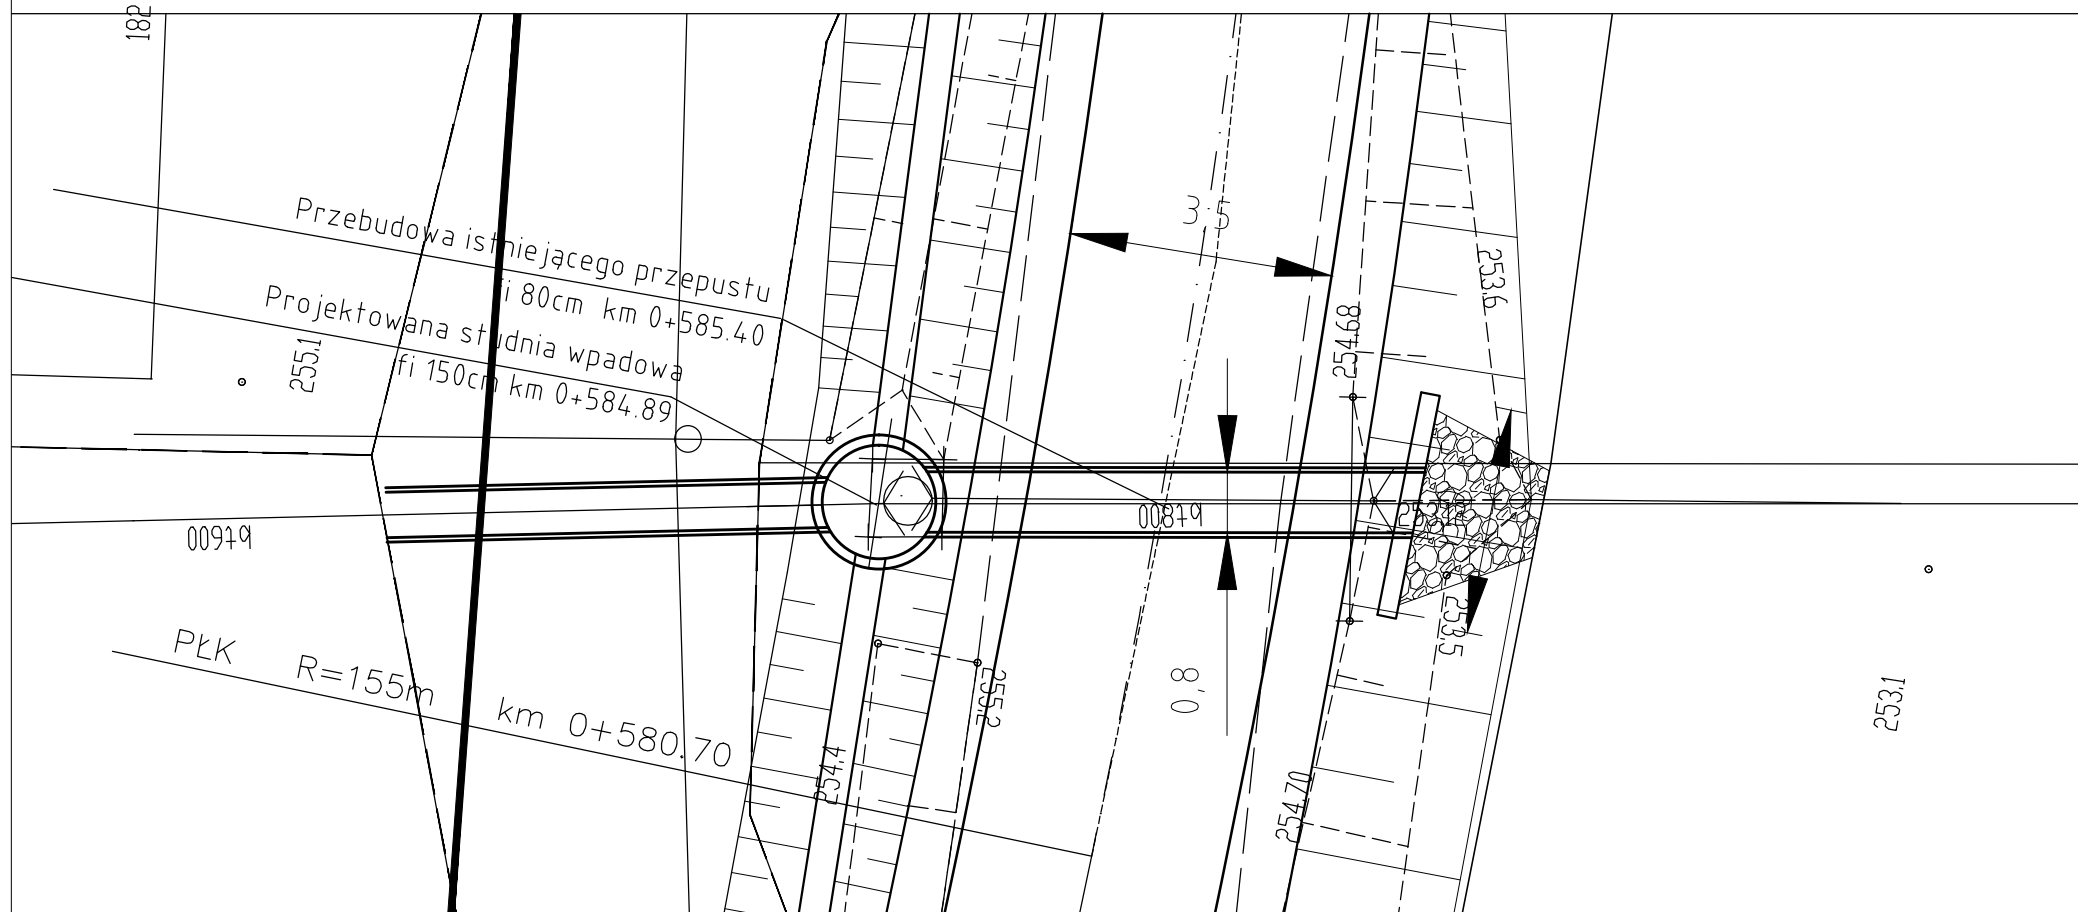 182
Przebudowa istniejącego przepustu
fi 80cm km 0+585.40
Projektowana studnia wpadowa
fi 150cm km 0+584.89
255.1
3,5
253.6
254.68
bt600
bt800
253.5
PŁK R=155m km 0+580.70
0,8
255.2
254.4
254.70
253.1